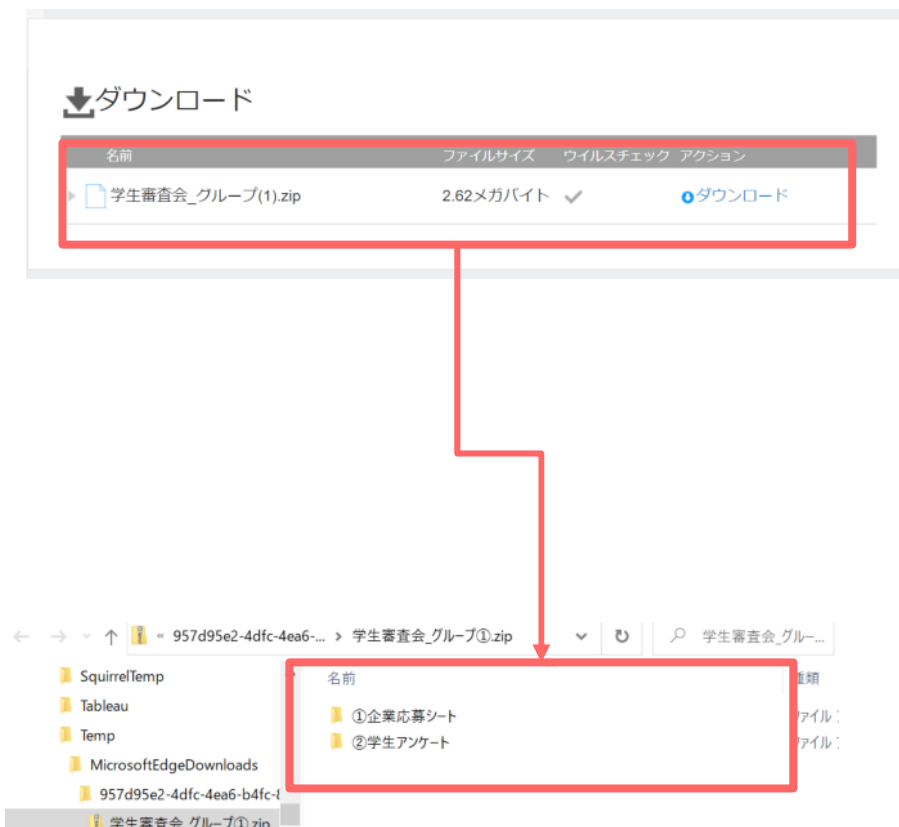 ダウンロード
名前 ファイルサイズ ウイルスチェック アクション
学生審査会_グループ(1).zip 2.62メガバイト ダウンロード
« 957d95e2-4dfc-4ea6-... › 学生審査会_グループ①.zip 学生審査会_グルー...
SquirrelTemp
名前 種類
Tableau
①企業応募シート ファイル
Temp
②学生アンケート ファイル
MicrosoftEdgeDownloads
957d95e2-4dfc-4ea6-b4fc-8
学生審査会_グループ①.zip